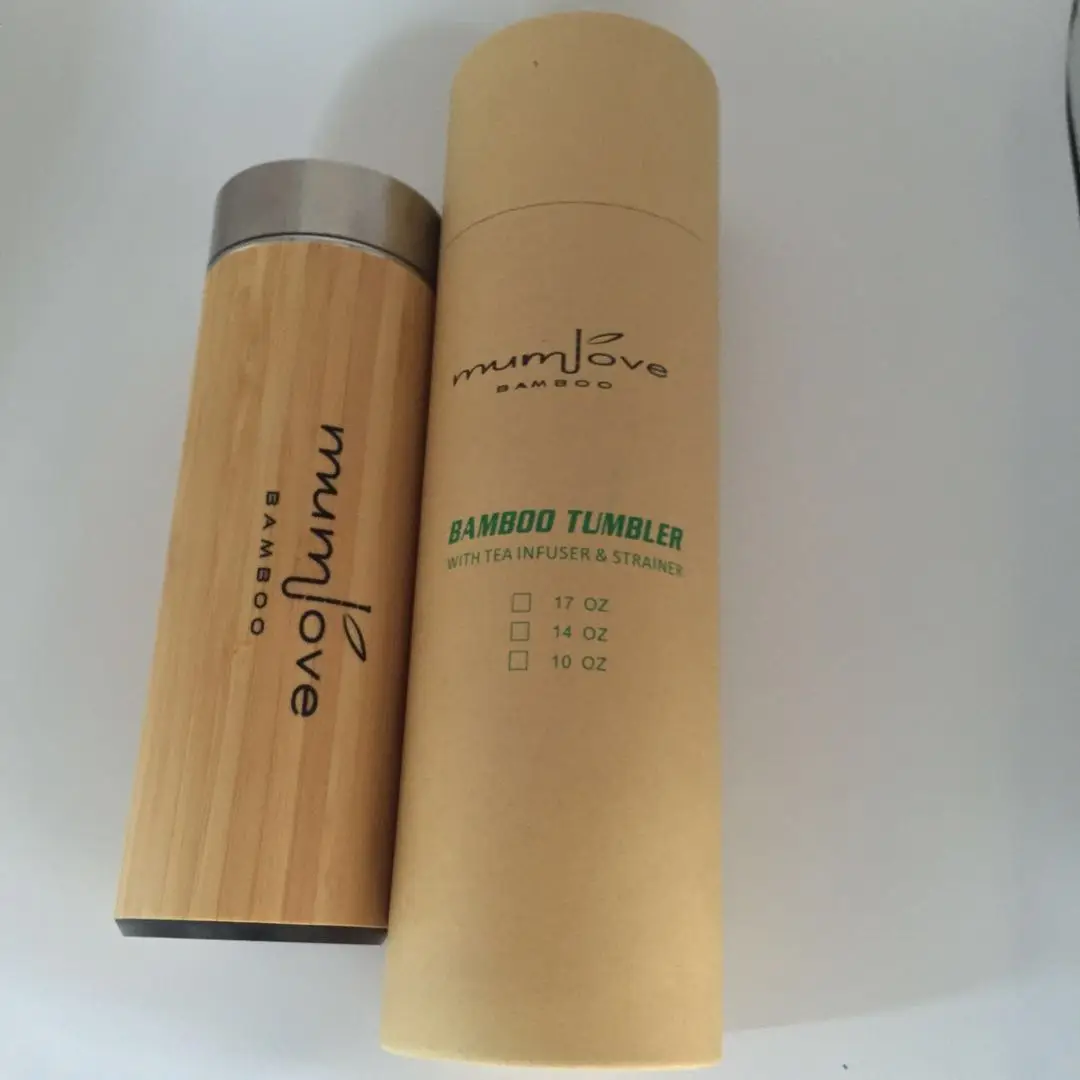 mumlove
BAMBOO
mumlove
BAMBOO
BAMBOO TUMBLER
WITH TEA INFUSER & STRAINER
17 OZ
14 OZ
10 OZ